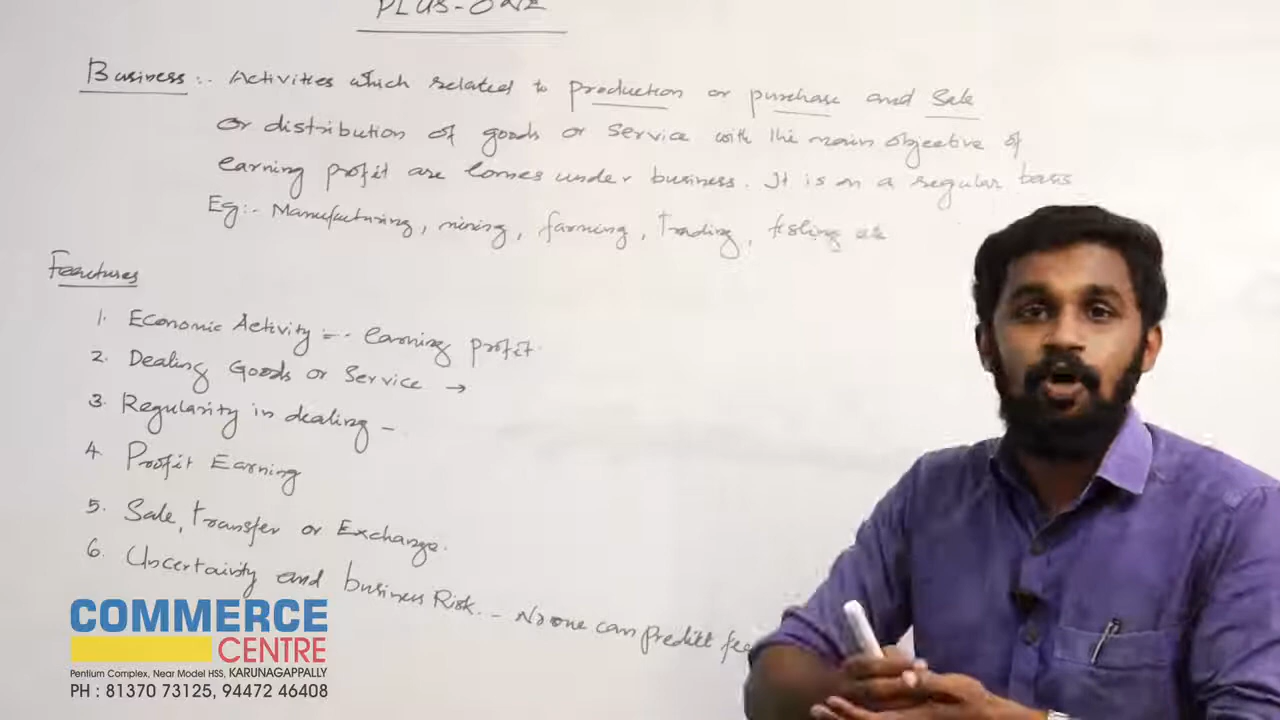 PLUS-ONE
Business:- Activities which related to production or purchase and Sale
or distribution of goods or service with the main objective of
earning profit are comes under business. It is on a regular basis
Eg:- Manufacturing, mining, farming, Trading,
Feartures
1. Economic Activity =-. earning profit.
2. Dealing Goods or Service →
3. Regularity in dealing -
4. Profit Earning
5. Sale, transfer or Exchange.
6. Uncertainity and business Risk. - No one can predict
COMMERCE
CENTRE
Pentium Complex, Near Model HSS, KARUNAGAPPALLY
PH : 81370 73125, 94472 46408